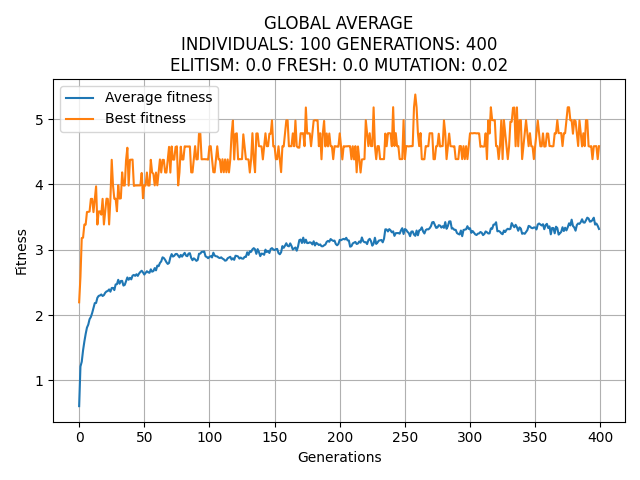 GLOBAL AVERAGE
INDIVIDUALS: 100 GENERATIONS: 400
ELITISM: 0.0 FRESH: 0.0 MUTATION: 0.02
Average fitness
Best fitness
5
4
3
2
1
Fitness
0 50 100 150 200 250 300 350 400
Generations